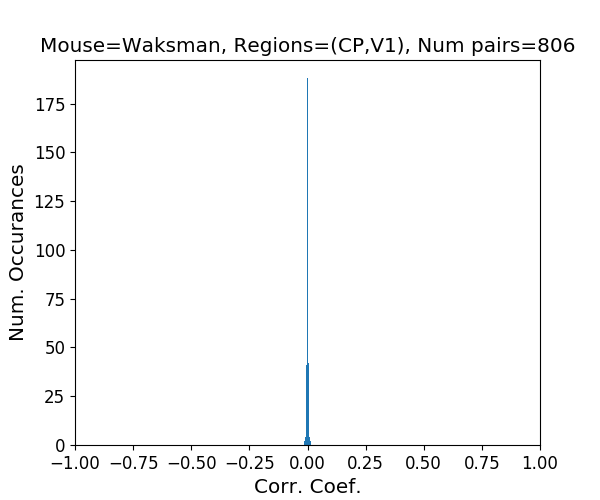 Mouse=Waksman, Regions=(CP,V1), Num pairs=806
175
150
125
100
75
50
25
0
Num. Occurances
−1.00 −0.75 −0.50 −0.25 0.00 0.25 0.50 0.75 1.00
Corr. Coef.